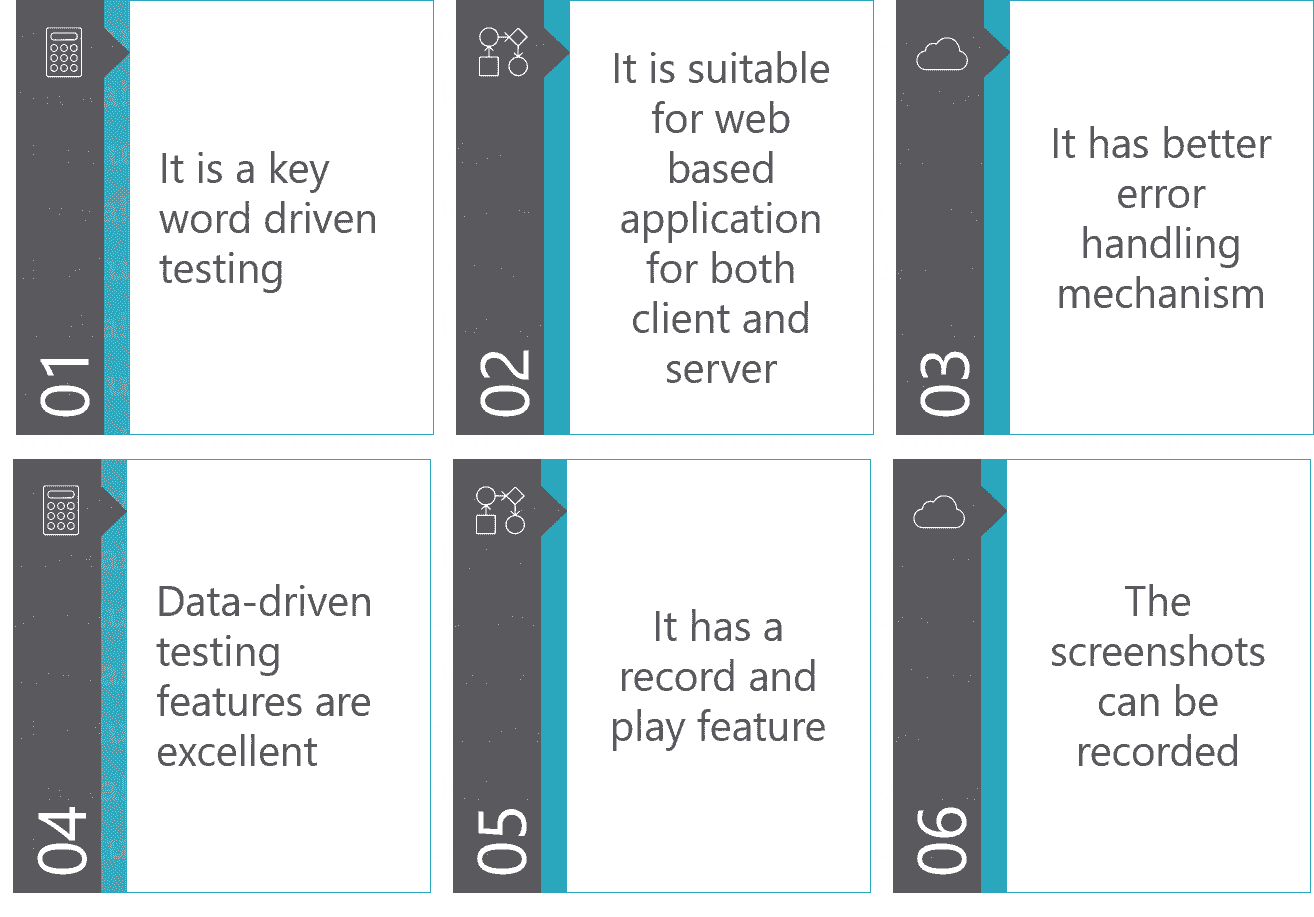 It is a key
word driven
testing
01
It is suitable
for web
based
application
for both
client and
server
02
It has better
error
handling
mechanism
03
Data-driven
testing
features are
excellent
04
It has a
record and
play feature
05
The
screenshots
can be
recorded
06